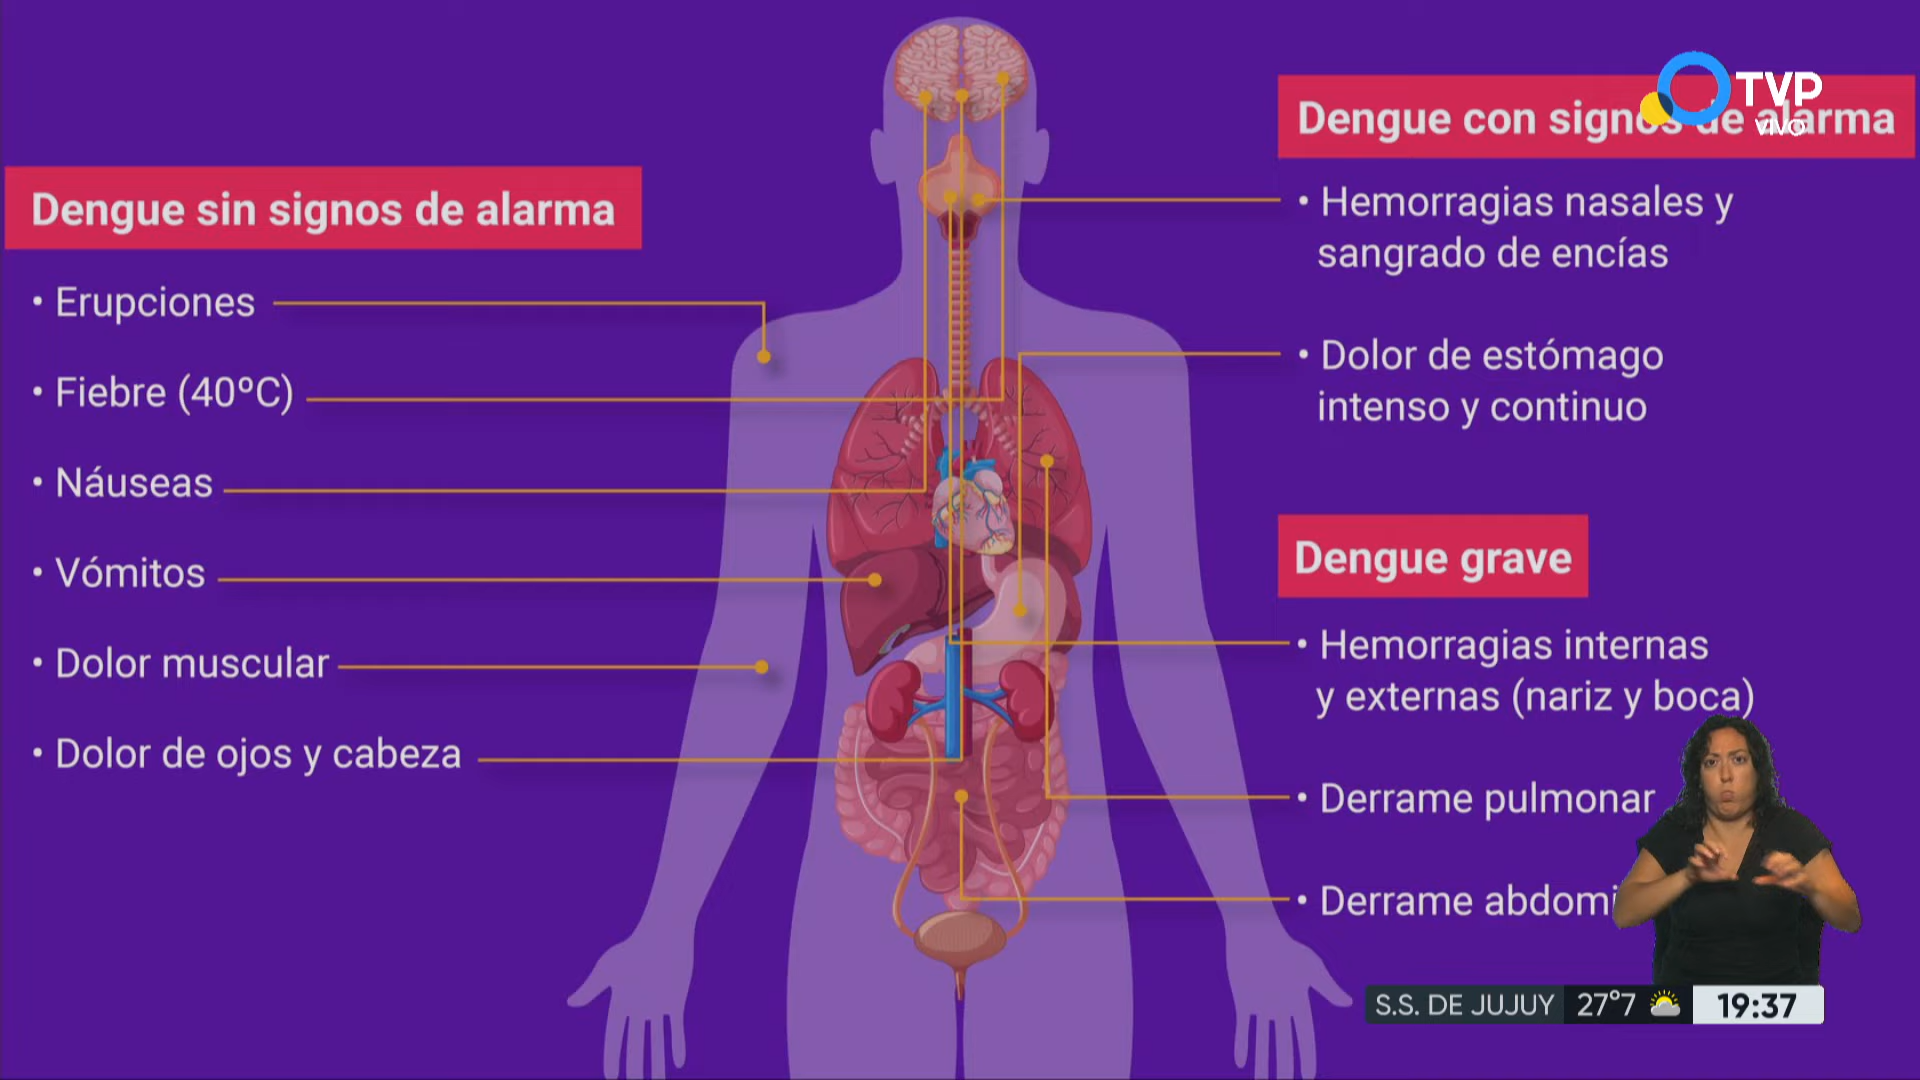 TVP
VIVO
Dengue sin signos de alarma
• Erupciones
• Fiebre (40ºC)
• Náuseas
• Vómitos
• Dolor muscular
• Dolor de ojos y cabeza
Dengue con signos de alarma
• Hemorragias nasales y
sangrado de encías
• Dolor de estómago
intenso y continuo
Dengue grave
• Hemorragias internas
y externas (nariz y boca)
• Derrame pulmonar
• Derrame
S.S. DE JUJUY 27°7 19:37